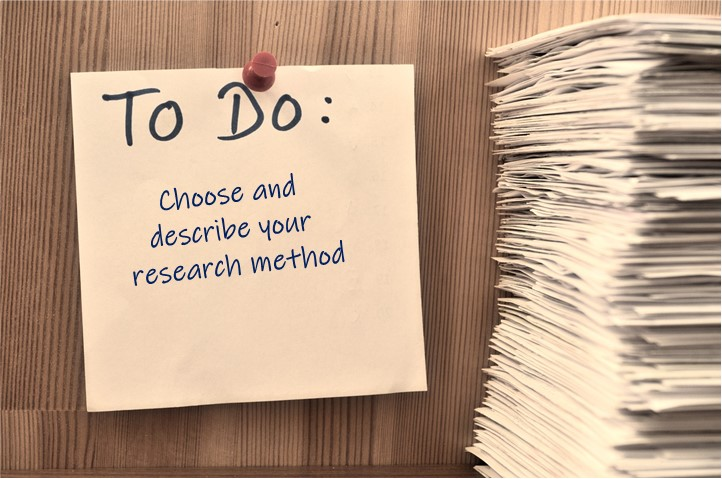 To Do:
Choose and
describe your
research method